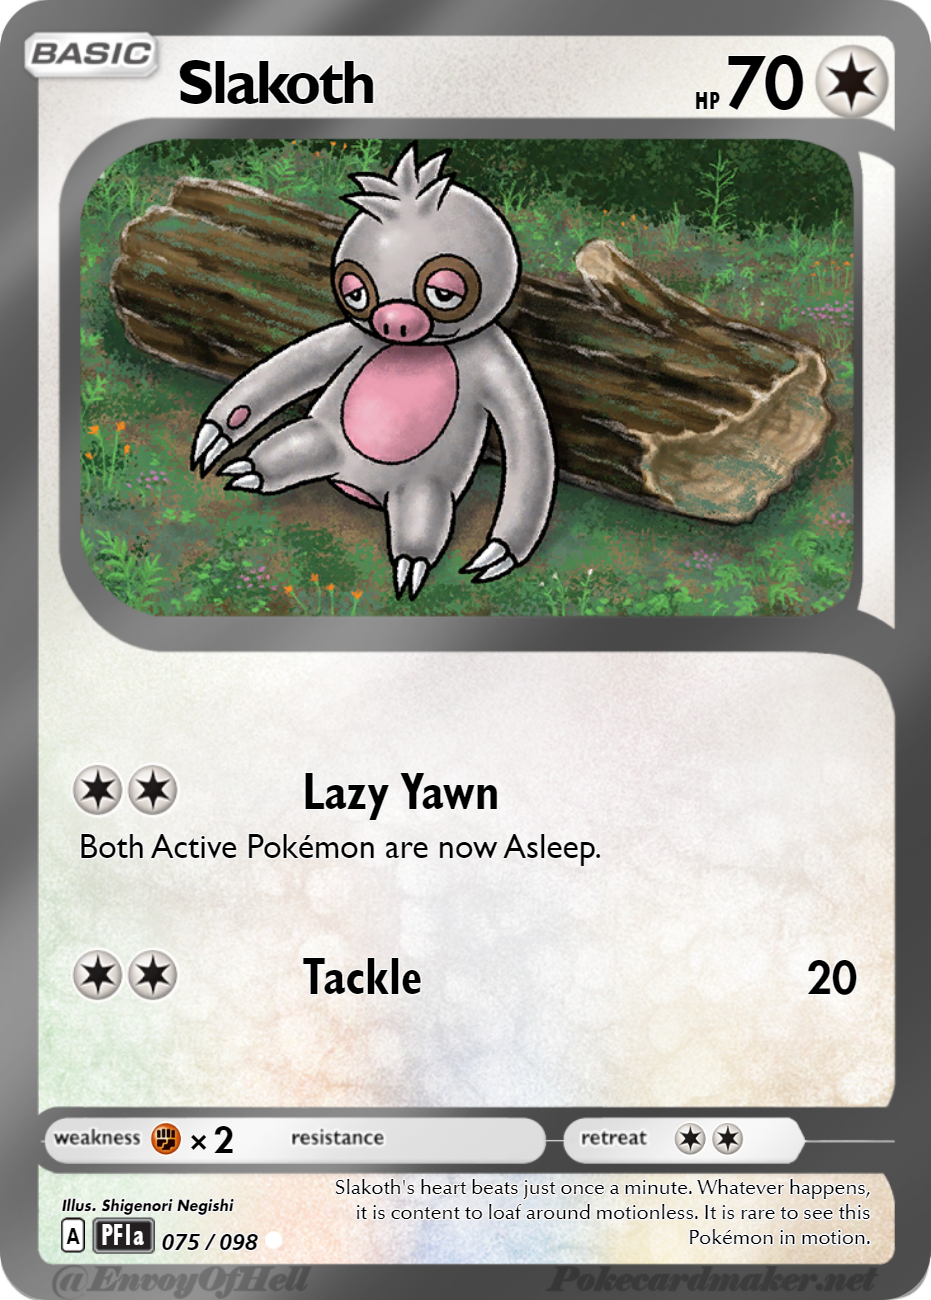 BASIC
Slakoth
HP 70
Lazy Yawn
Both Active Pokémon are now Asleep.
Tackle 20
weakness × 2 resistance retreat
Slakoth's heart beats just once a minute. Whatever happens,
it is content to loaf around motionless. It is rare to see this
Pokémon in motion.
Illus. Shigenori Negishi
A PF1a 075 / 098
@EnvoyOfHell Pokecardmaker.net